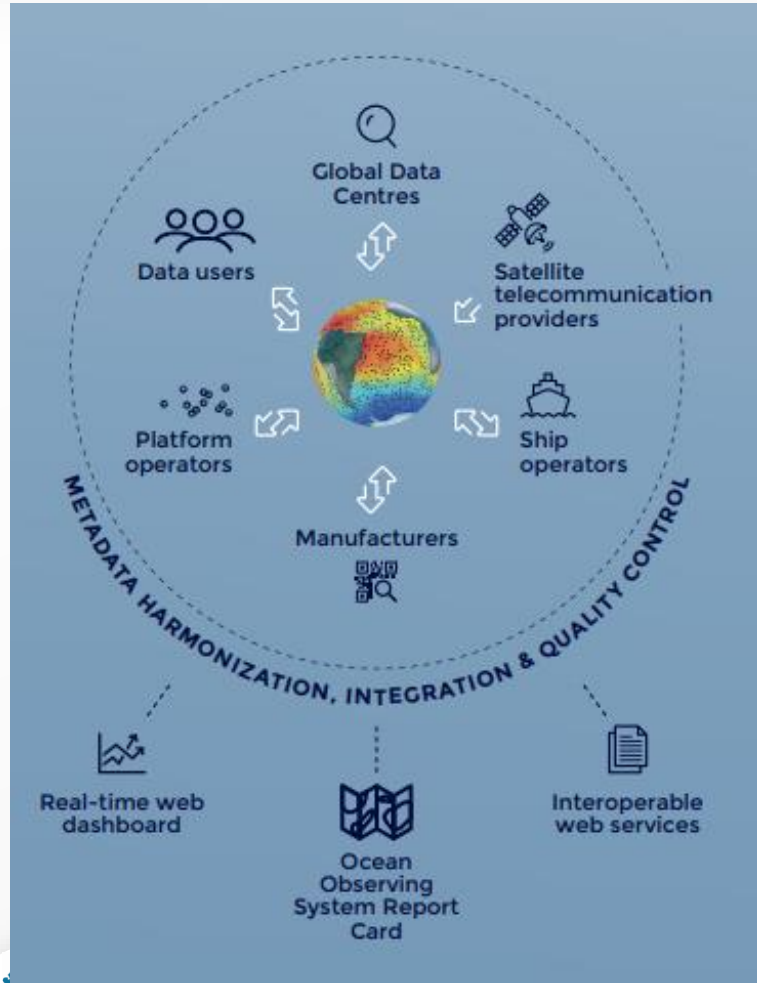 Global Data
Centres
Data users
Satellite
telecommunication
providers
Platform
operators
Ship
operators
Manufacturers
METADATA HARMONIZATION, INTEGRATION & QUALITY CONTROL
Real-time web
dashboard
Interoperable
web services
Ocean
Observing
System Report
Card